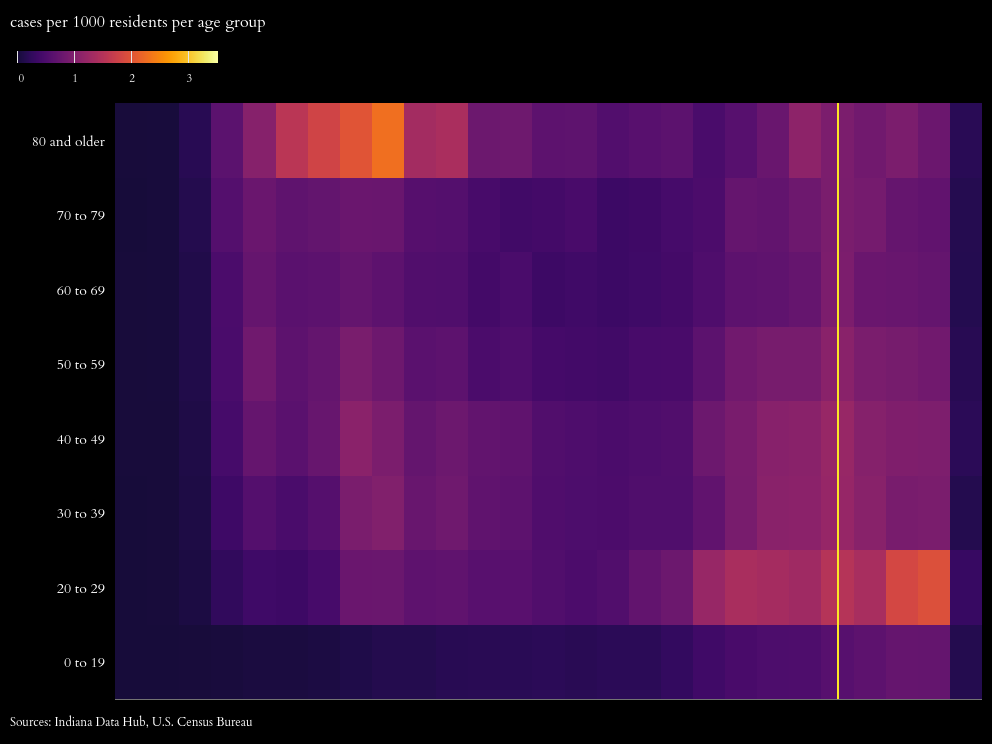 cases per 1000 residents per age group
0 1 2 3
80 and older
70 to 79
60 to 69
50 to 59
40 to 49
30 to 39
20 to 29
0 to 19
Sources: Indiana Data Hub, U.S. Census Bureau